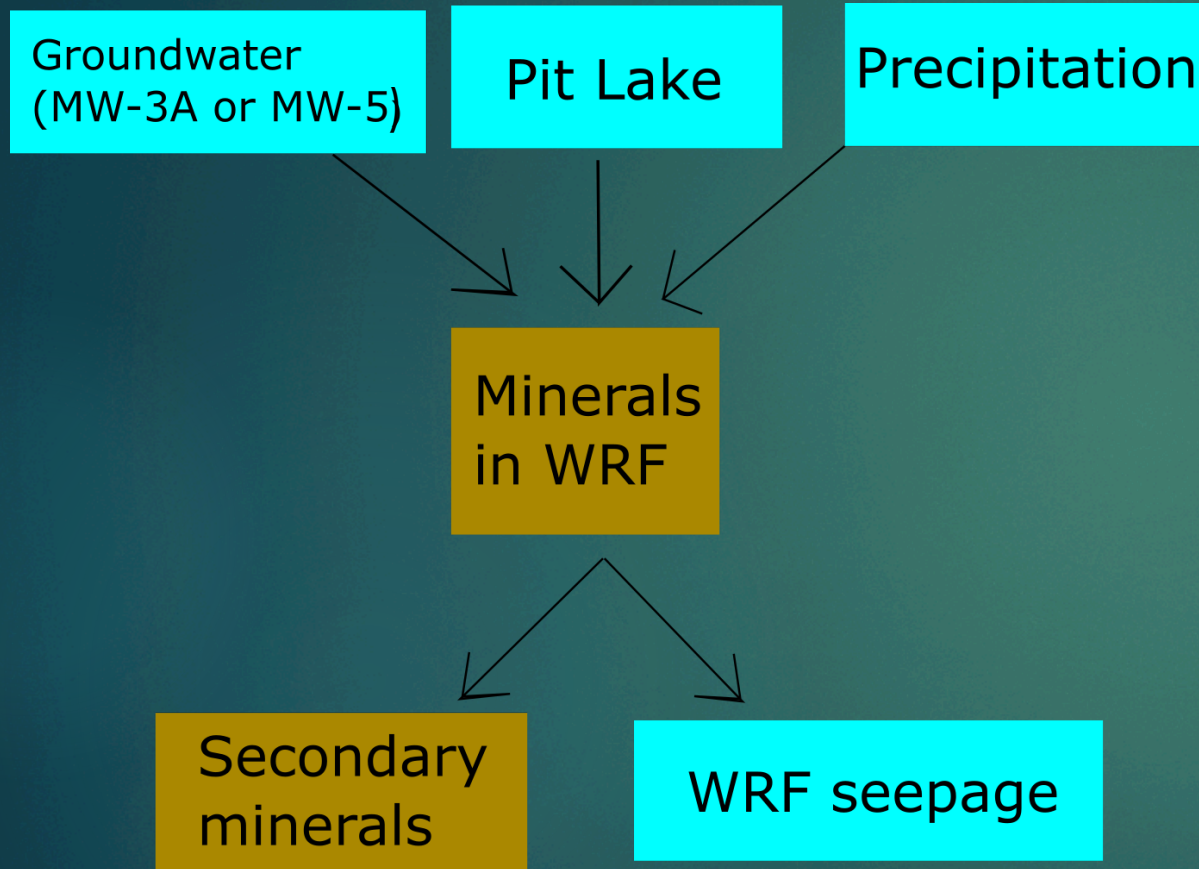 Groundwater
(MW-3A or MW-5)
Pit Lake
Precipitation
Minerals
in WRF
Secondary
minerals
WRF seepage